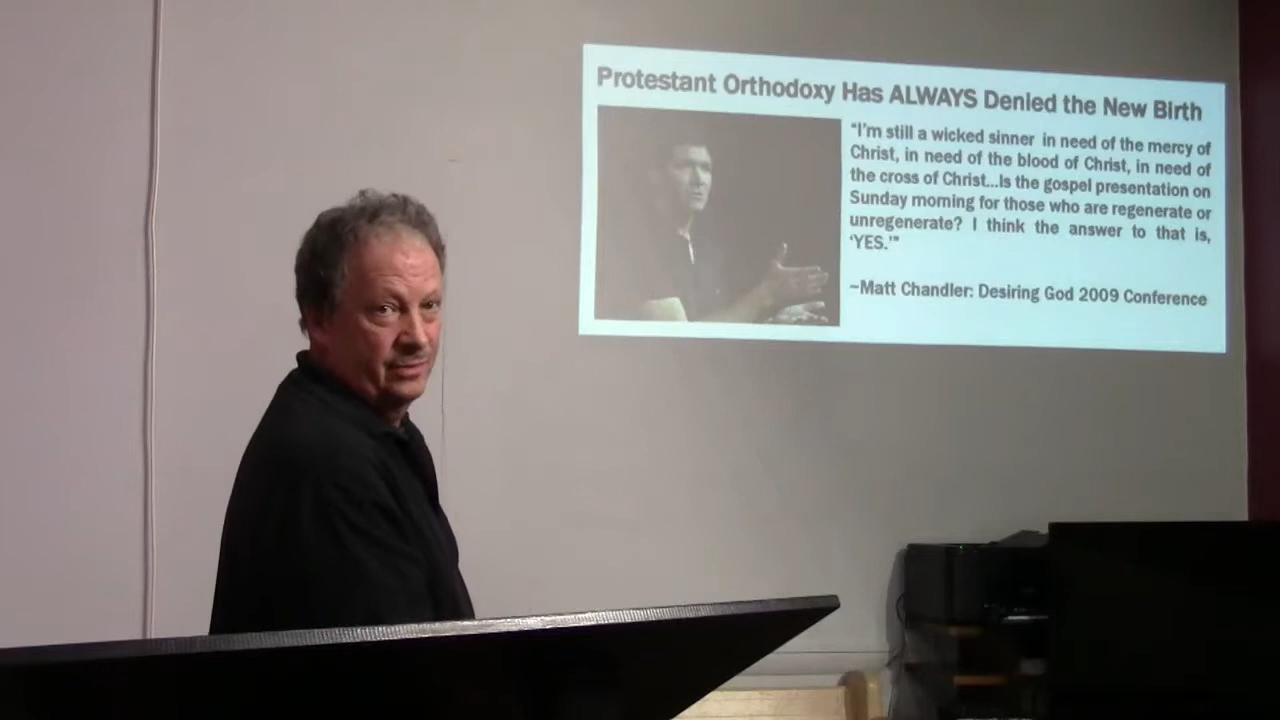 Protestant Orthodoxy Has ALWAYS Denied the New Birth
"I'm still a wicked sinner in need of the mercy of
Christ, in need of the blood of Christ, in need of
the cross of Christ...Is the gospel presentation on
Sunday morning for those who are regenerate or
unregenerate? I think the answer to that is,
'YES.'"
~Matt Chandler: Desiring God 2009 Conference